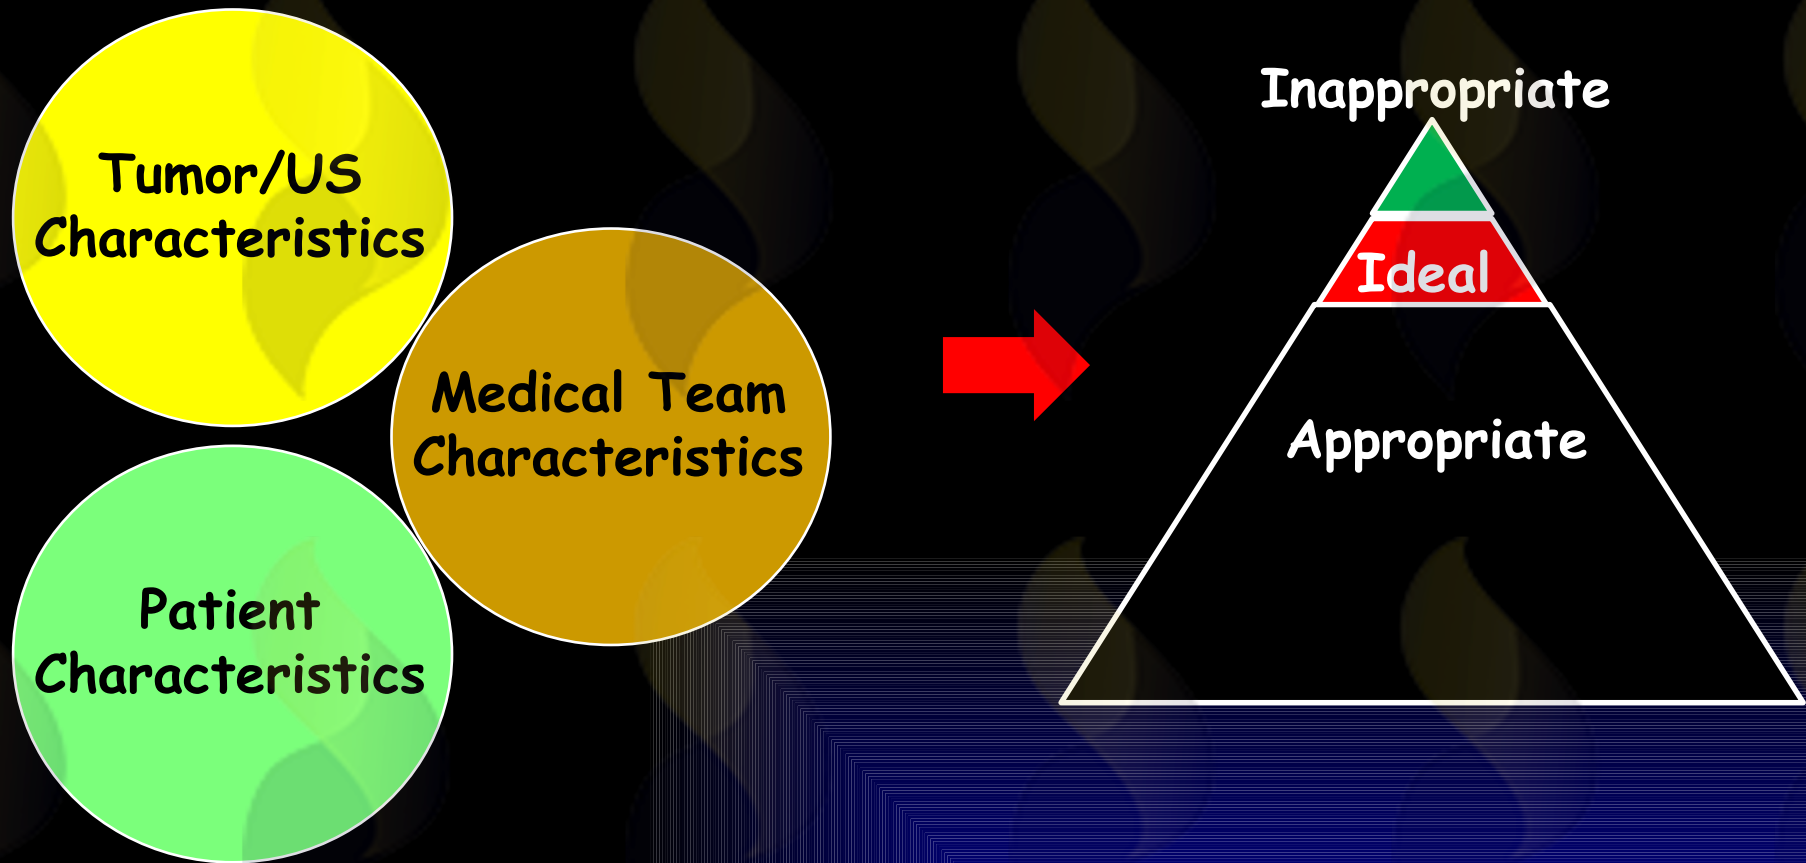 Tumor/US
Characteristics
Medical Team
Characteristics
Patient
Characteristics
Inappropriate
Ideal
Appropriate